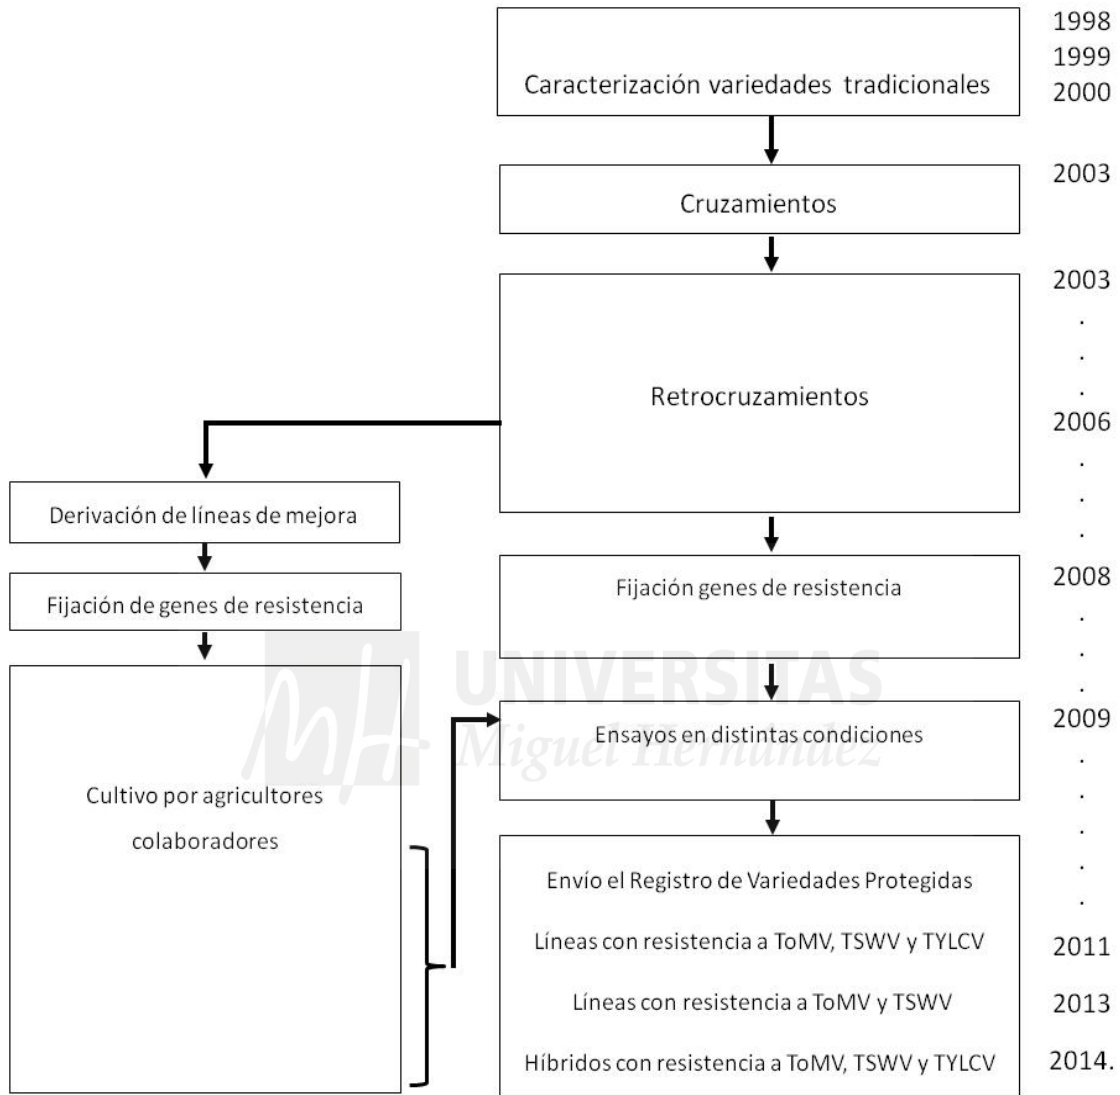 1998
1999
Caracterización variedades tradicionales
2000
2003
Cruzamientos
2003
.
.
.
Retrocruzamientos
2006
.
.
.
Derivación de líneas de mejora
Fijación de genes de resistencia
Fijación genes de resistencia
2008
.
.
.
UNIVERSITAS
Miguel Hernández
Ensayos en distintas condiciones
2009
.
.
.
.
.
Cultivo por agricultores
colaboradores
Envío el Registro de Variedades Protegidas
Líneas con resistencia a ToMV, TSWV y TYLCV
2011
Líneas con resistencia a ToMV y TSWV
2013
Híbridos con resistencia a ToMV, TSWV y TYLCV
2014.